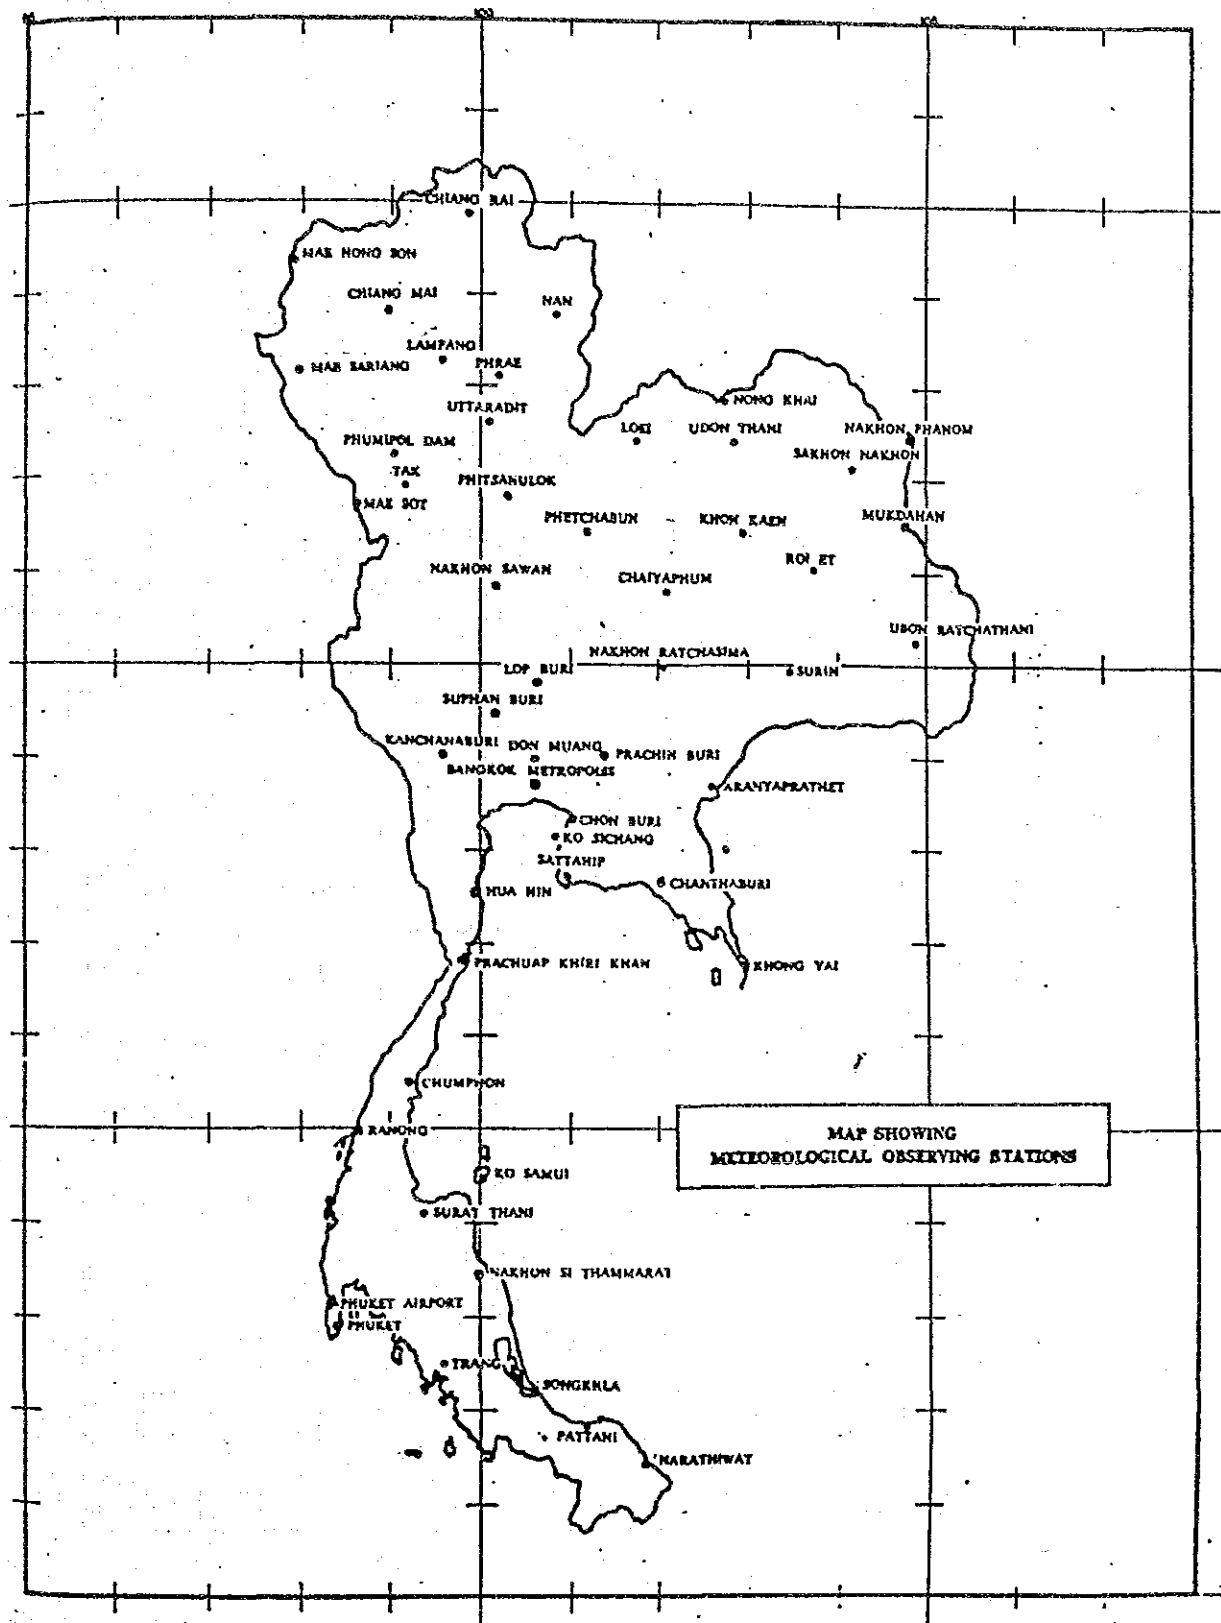 100
CHIANG RAI
MAE HONG SON
CHIANG MAI
NAN
LAMPANG
PHRAE
MAE SARIANG
NONG KHAI
UTTARADIT
LOEI
UDON THANI
NAKHON PHANOM
PHUMIPOL DAM
SAKHON NAKHON
TAK
PHITSANULOK
MAE SOT
PHETCHABUN
KHON KAEN
MUKDAHAN
ROI ET
NAKHON SAWAN
CHAIYAPHUM
UBON RATCHATHANI
NAKHON RATCHASIMA
LOP BURI
SURIN
SUPHAN BURI
KANCHANABURI
DON MUANG
PRACHIN BURI
BANGKOK METROPOLIS
ARANYAPRATHET
CHON BURI
KO SICHANG
SATTAHIP
CHANTHABURI
HUA HIN
PRACHUAP KHIRI KHAN
KHONG YAI
CHUMPHON
RANONG
MAP SHOWING
METEOROLOGICAL OBSERVING STATIONS
KO SAMUI
SURAT THANI
NAKHON SI THAMMARAT
PHUKET AIRPORT
PHUKET
TRANG
SONGKHLA
PATTANI
NARATHIWAT